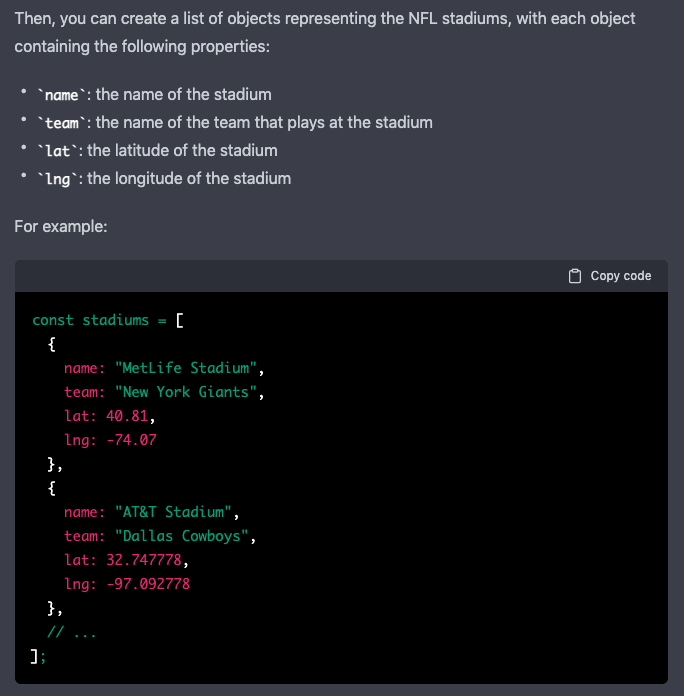 Then, you can create a list of objects representing the NFL stadiums, with each object
containing the following properties:
• `name`: the name of the stadium
• `team`: the name of the team that plays at the stadium
• `lat`: the latitude of the stadium
• `lng`: the longitude of the stadium
For example:
Copy code
const stadiums = [
  {
    name: "MetLife Stadium",
    team: "New York Giants",
    lat: 40.81,
    lng: -74.07
  },
  {
    name: "AT&T Stadium",
    team: "Dallas Cowboys",
    lat: 32.747778,
    lng: -97.092778
  },
  // ...
];